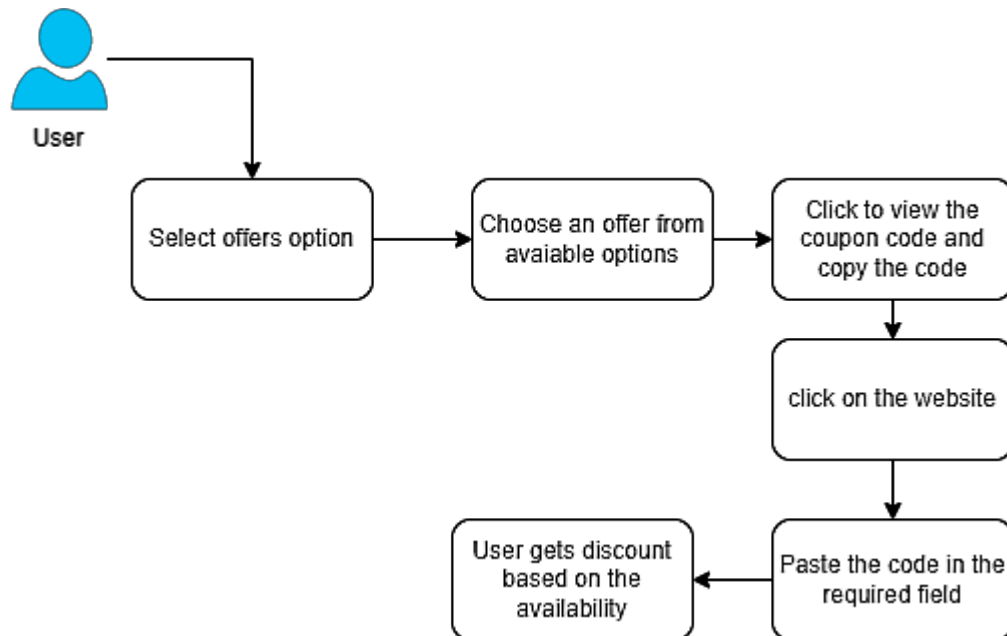 User
Select offers option
Choose an offer from
avaiable options
Click to view the
coupon code and
copy the code
click on the website
Paste the code in the
required field
User gets discount
based on the
availability